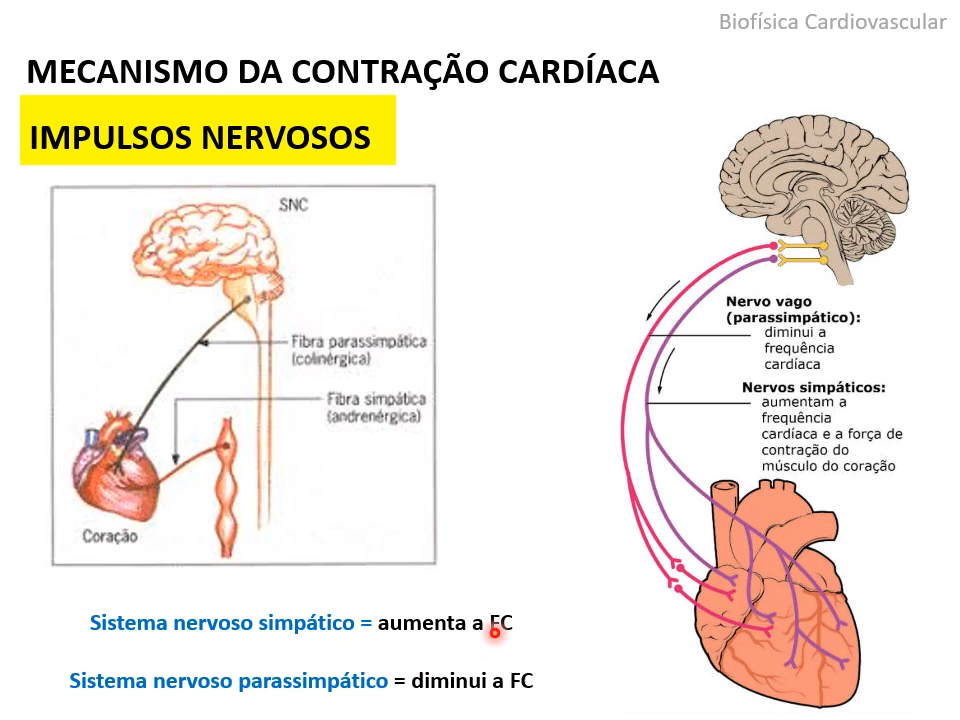 Biofísica Cardiovascular
MECANISMO DA CONTRAÇÃO CARDÍACA
IMPULSOS NERVOSOS
SNC
Fibra parassimpática
(colinérgica)
Fibra simpática
(andrenérgica)
Coração
Nervo vago
(parassimpático):
diminui a
frequência
cardíaca
Nervos simpáticos:
aumentam a
frequência
cardíaca e a força de
contração do
músculo do coração
Sistema nervoso simpático = aumenta a FC
Sistema nervoso parassimpático = diminui a FC